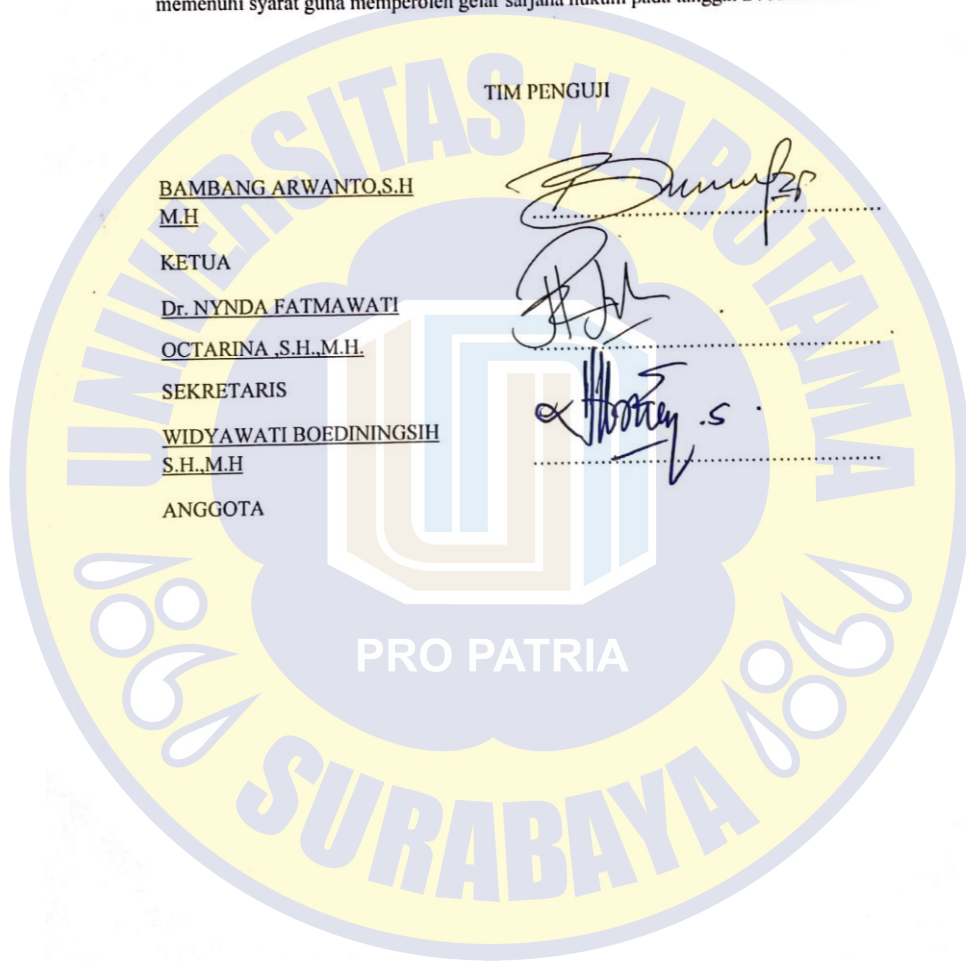 memenuhi syarat guna memperoleh gelar sarjana hukum pada tanggal
TIM PENGUJI
BAMBANG ARWANTO,S.H
M.H
KETUA
Dr. NYNDA FATMAWATI
OCTARINA ,S.H.,M.H.
SEKRETARIS
WIDYAWATI BOEDININGSIH
S.H.,M.H
ANGGOTA
UNIVERSITAS NAROTAMA
PRO PATRIA
SURABAYA